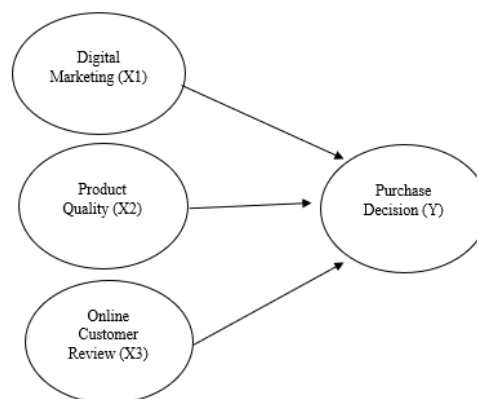 Digital
Marketing (X1)
Product
Quality (X2)
Purchase
Decision (Y)
Online
Customer
Review (X3)